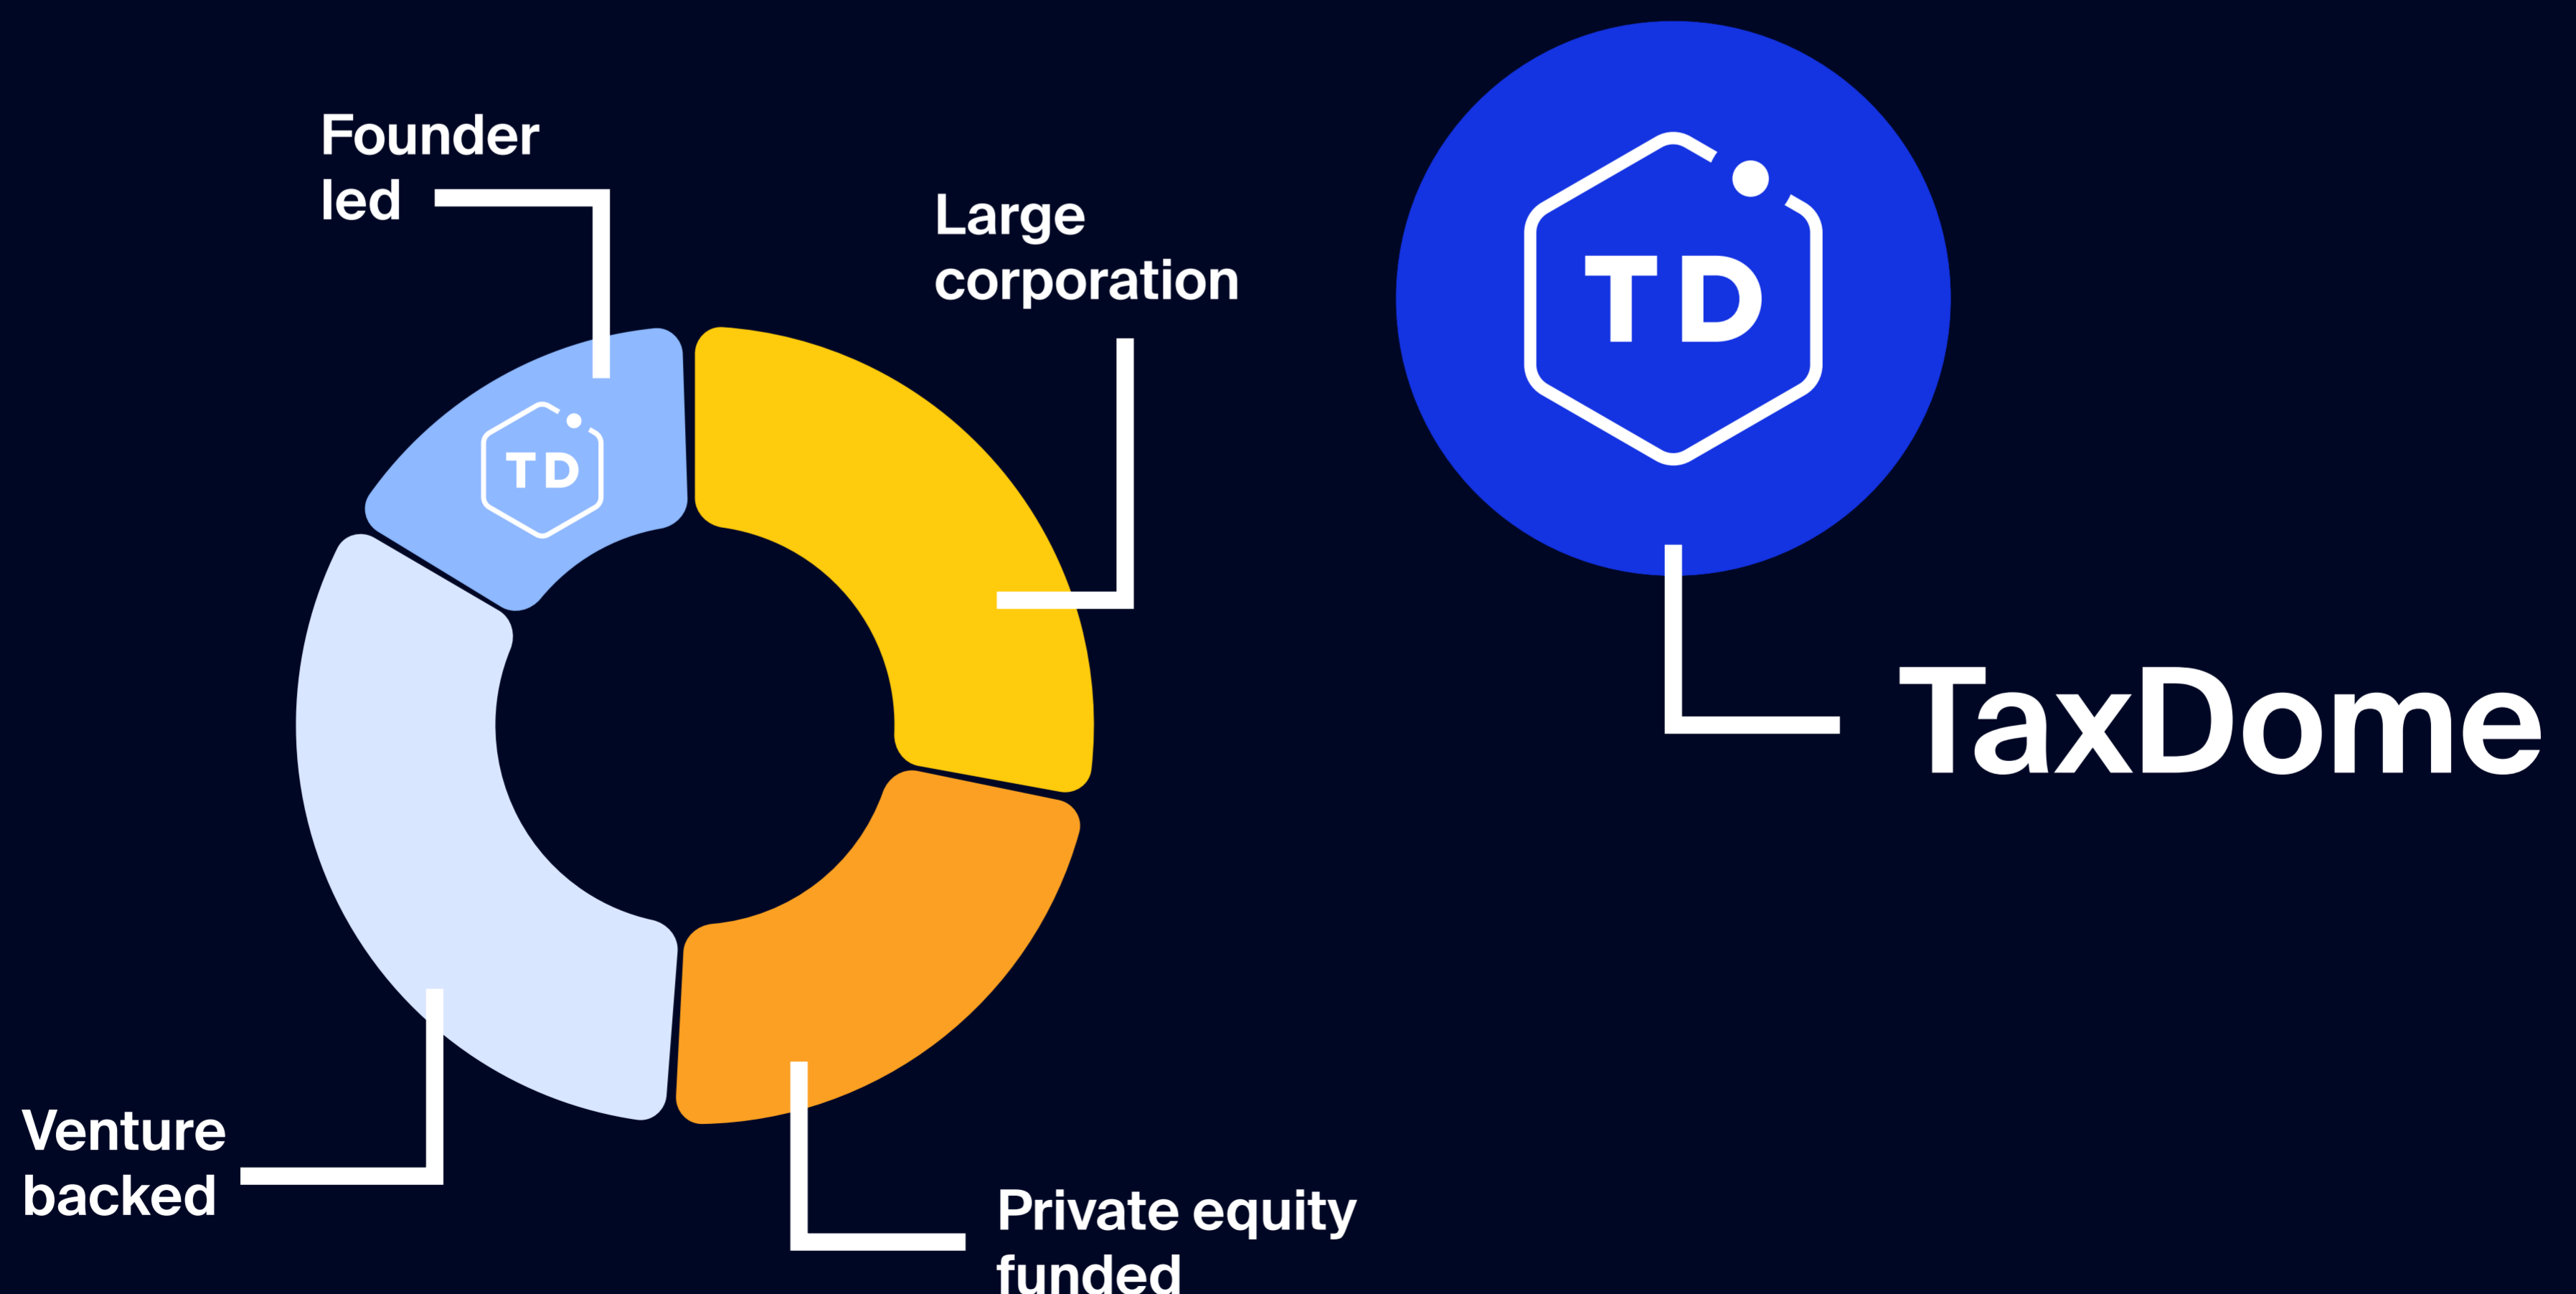 Founder
led
Large
corporation
TD
TD
TaxDome
Venture
backed
Private equity
funded